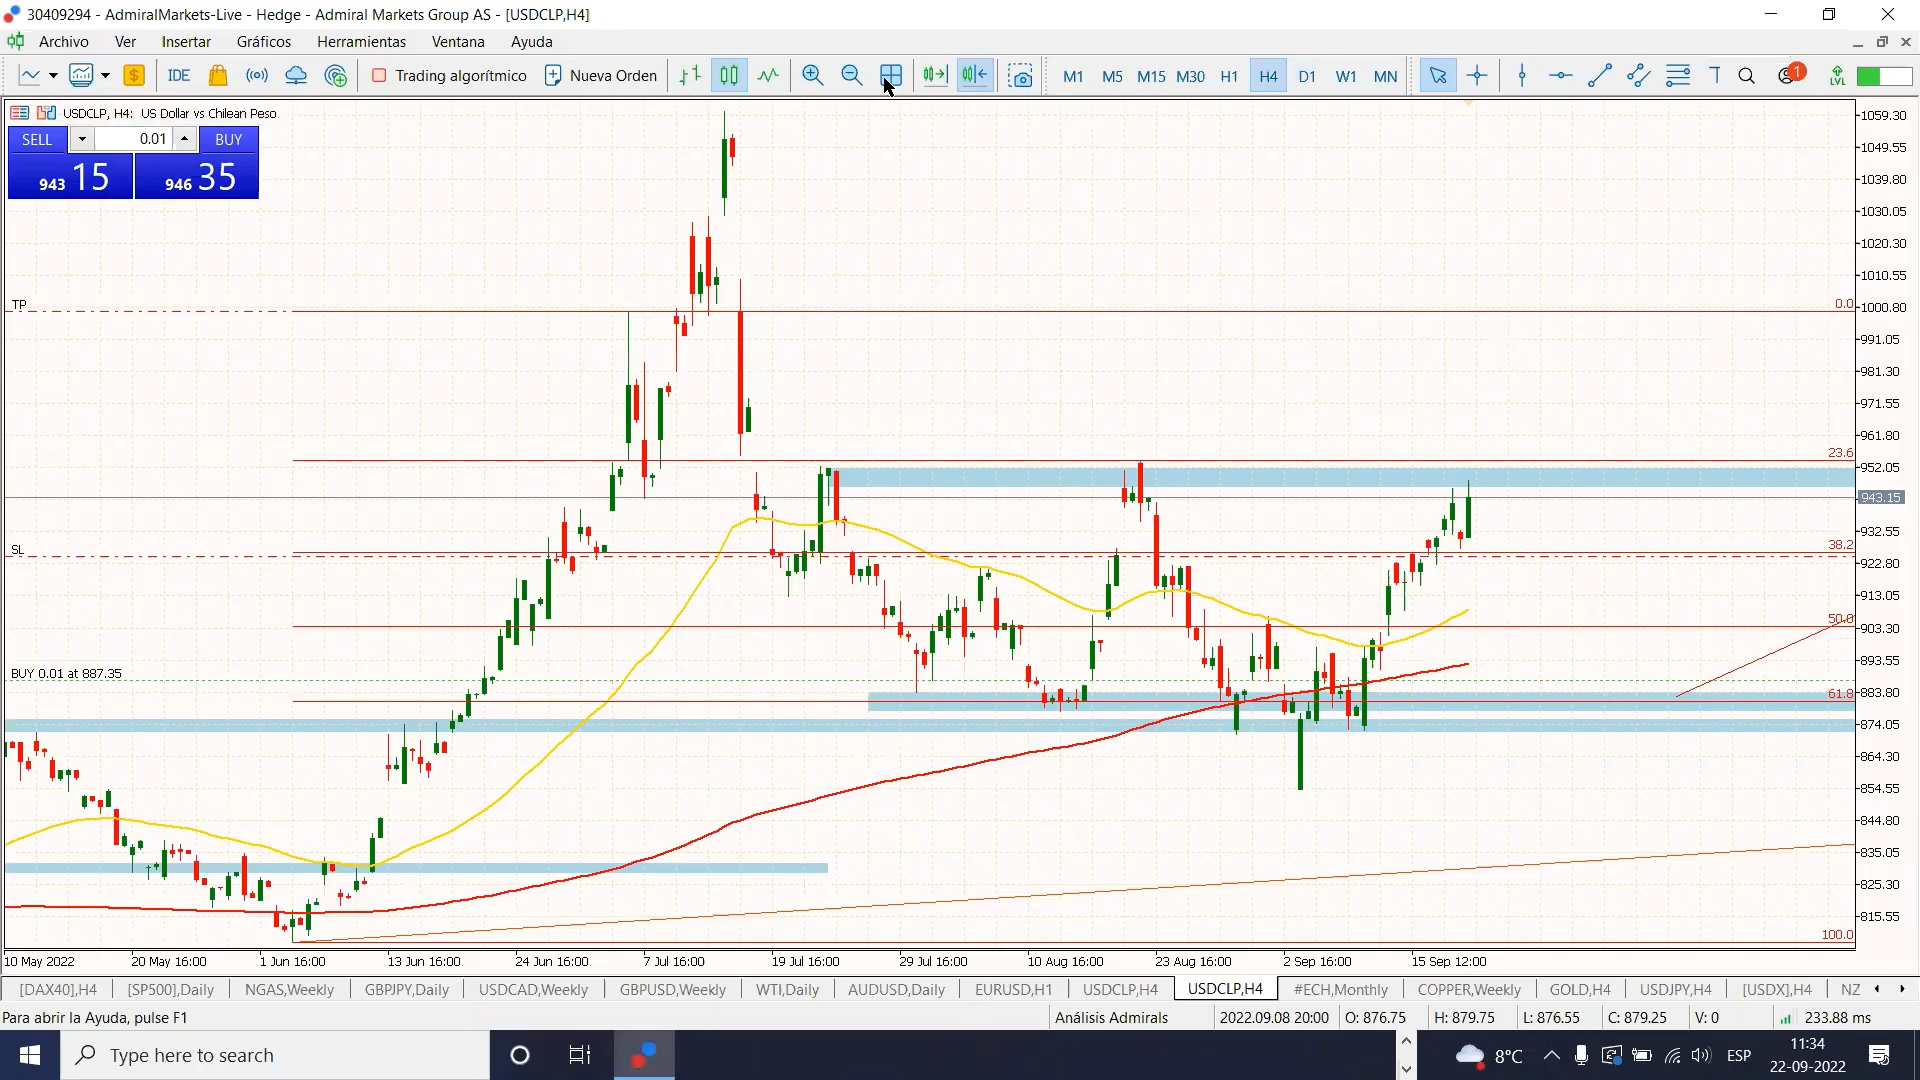 30409294 - AdmiralMarkets-Live - Hedge - Admiral Markets Group AS - [USDCLP,H4]
Archivo Ver Insertar Gráficos Herramientas Ventana Ayuda
IDE Trading algorítmico Nueva Orden M1 M5 M15 M30 H1 H4 D1 W1 MN T 1 LVL
USDCLP, H4: US Dollar vs Chilean Peso
SELL 0.01 BUY
943 15 946 35
TP
SL
BUY 0.01 at 887.35
0.0
23.6
38.2
50.0
61.8
100.0
1059.30
1049.55
1039.80
1030.05
1020.30
1010.55
1000.80
991.05
981.30
971.55
961.80
952.05
943.15
932.55
922.80
913.05
903.30
893.55
883.80
874.05
864.30
854.55
844.80
835.05
825.30
815.55
10 May 2022 20 May 16:00 1 Jun 16:00 13 Jun 16:00 24 Jun 16:00 7 Jul 16:00 19 Jul 16:00 29 Jul 16:00 10 Aug 16:00 23 Aug 16:00 2 Sep 16:00 15 Sep 12:00
[DAX40],H4 [SP500],Daily NGAS,Weekly GBPJPY,Daily USDCAD,Weekly GBPUSD,Weekly WTI,Daily AUDUSD,Daily EURUSD,H1 USDCLP,H4 USDCLP,H4 #ECH,Monthly COPPER,Weekly GOLD,H4 USDJPY,H4 [USDX],H4 NZ
Para abrir la Ayuda, pulse F1 Análisis Admirals 2022.09.08 20:00 O: 876.75 H: 879.75 L: 876.55 C: 879.25 V: 0 233.88 ms
Type here to search 8°C ESP 11:34
22-09-2022